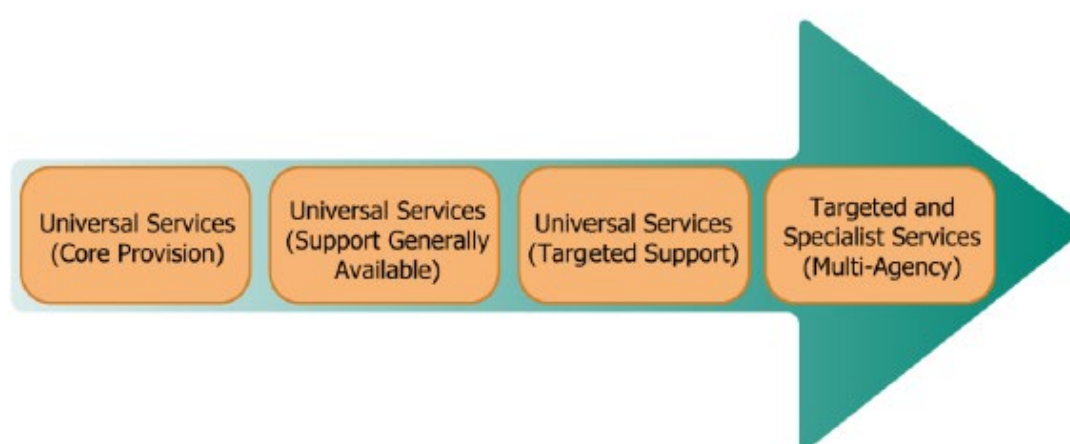 Universal Services
(Core Provision)
Universal Services
(Support Generally
Available)
Universal Services
(Targeted Support)
Targeted and
Specialist Services
(Multi-Agency)